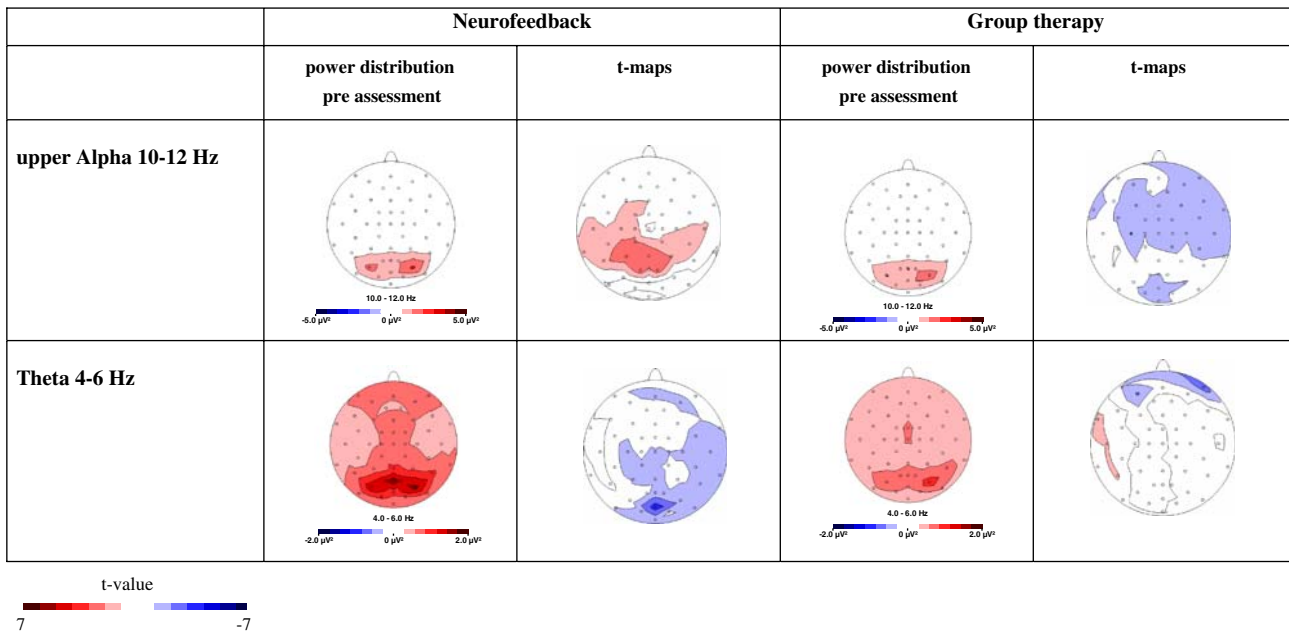 Neurofeedback
Group therapy
power distribution
pre assessment
t-maps
power distribution
pre assessment
t-maps
upper Alpha 10-12 Hz
10.0 - 12.0 Hz
-5.0 µV² 0 µV² 5.0 µV²
10.0 - 12.0 Hz
-5.0 µV² 0 µV² 5.0 µV²
Theta 4-6 Hz
4.0 - 6.0 Hz
-2.0 µV² 0 µV² 2.0 µV²
4.0 - 6.0 Hz
-2.0 µV² 0 µV² 2.0 µV²
t-value
7 -7